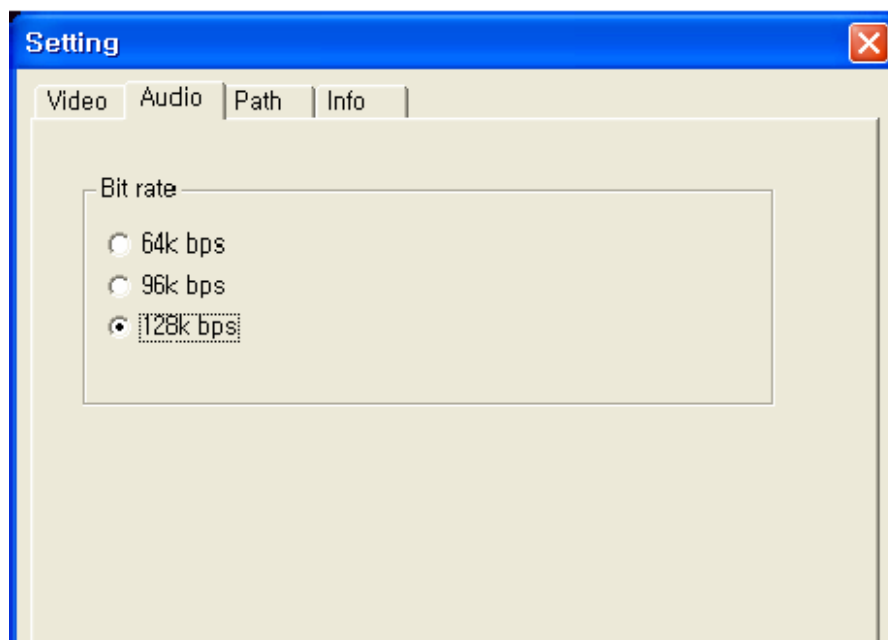 Setting
Video Audio Path Info
Bit rate
64k bps
96k bps
128k bps